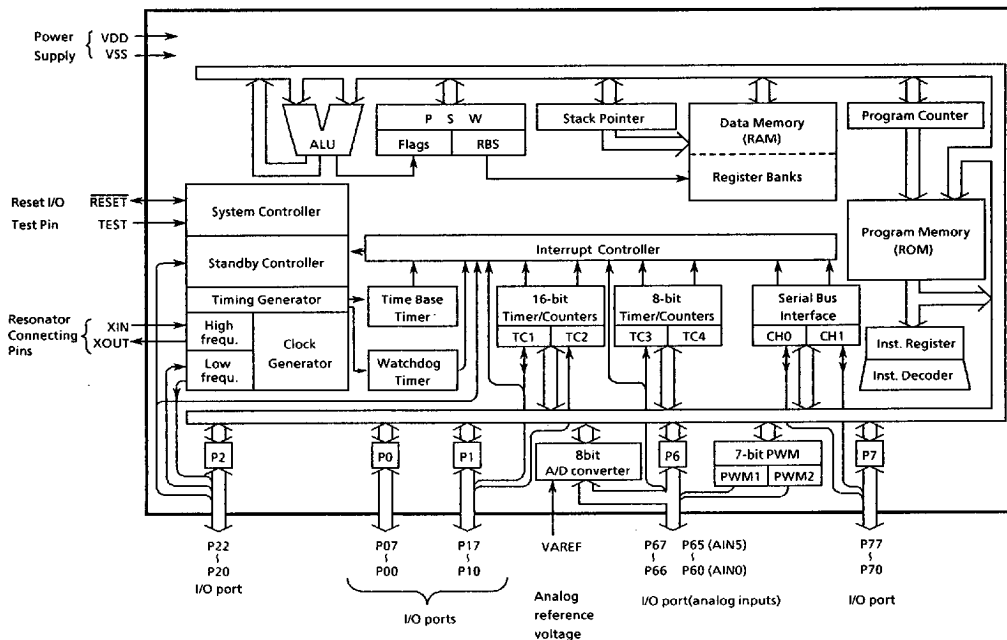 Power Supply
VDD
VSS
ALU
P S W
Flags
RBS
Stack Pointer
Data Memory
(RAM)
Register Banks
Program Counter
Reset I/O
RESET
Test Pin
TEST
System Controller
Standby Controller
Timing Generator
High
frequ.
Low
frequ.
Clock
Generator
Resonator
Connecting
Pins
XIN
XOUT
Interrupt Controller
Time Base
Timer
Watchdog
Timer
16-bit
Timer/Counters
TC1
TC2
8-bit
Timer/Counters
TC3
TC4
Serial Bus
Interface
CH0
CH1
Program Memory
(ROM)
Inst. Register
Inst. Decoder
P2
P0
P1
8bit
A/D converter
P6
7-bit PWM
PWM1
PWM2
P7
P22
~
P20
I/O port
P07
~
P00
P17
~
P10
I/O ports
VAREF
Analog
reference
voltage
P67
~
P66
P65 (AIN5)
~
P60 (AIN0)
I/O port(analog inputs)
P77
~
P70
I/O port